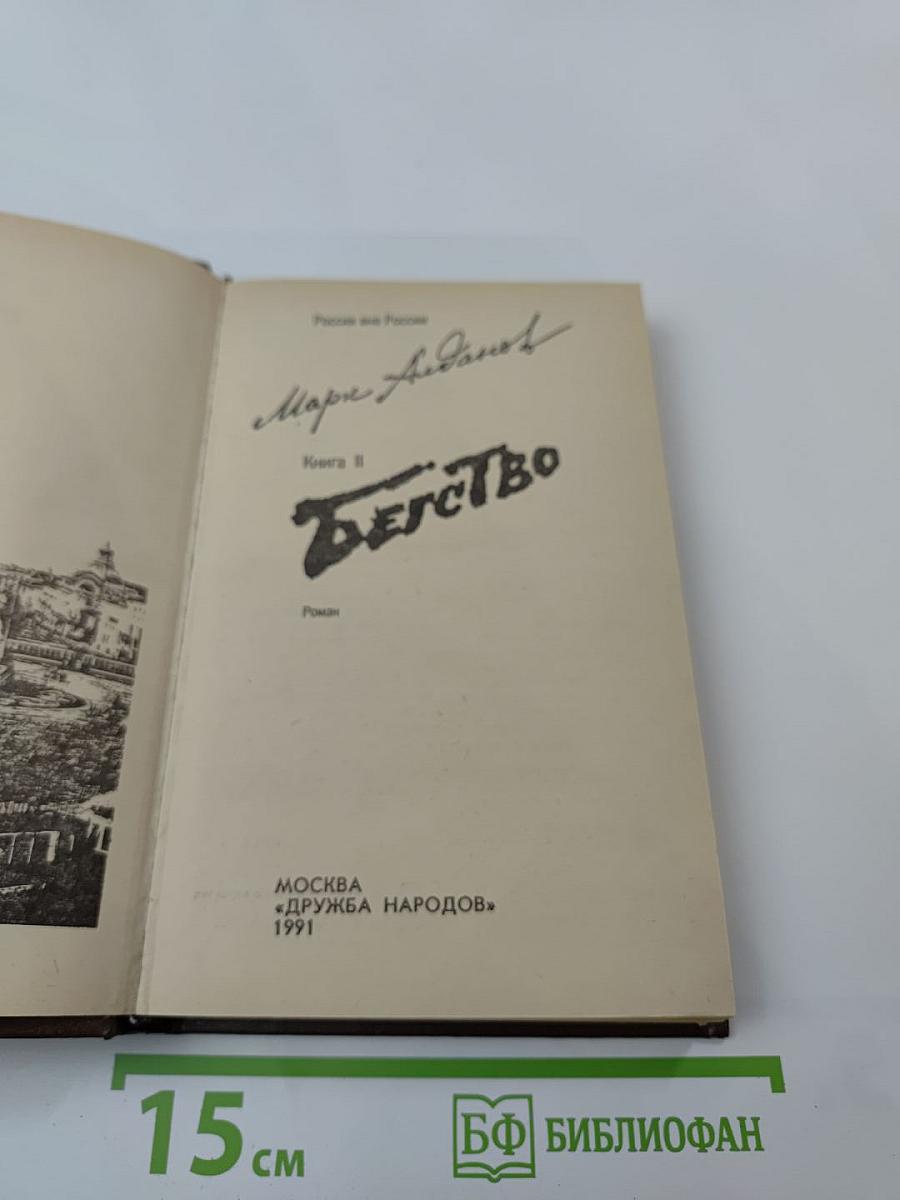 Россия вне России
Марк Алданов
Книга II
Бегство
Роман
МОСКВА
«ДРУЖБА НАРОДОВ»
1991
15 см
БФ БИБЛИОФАН